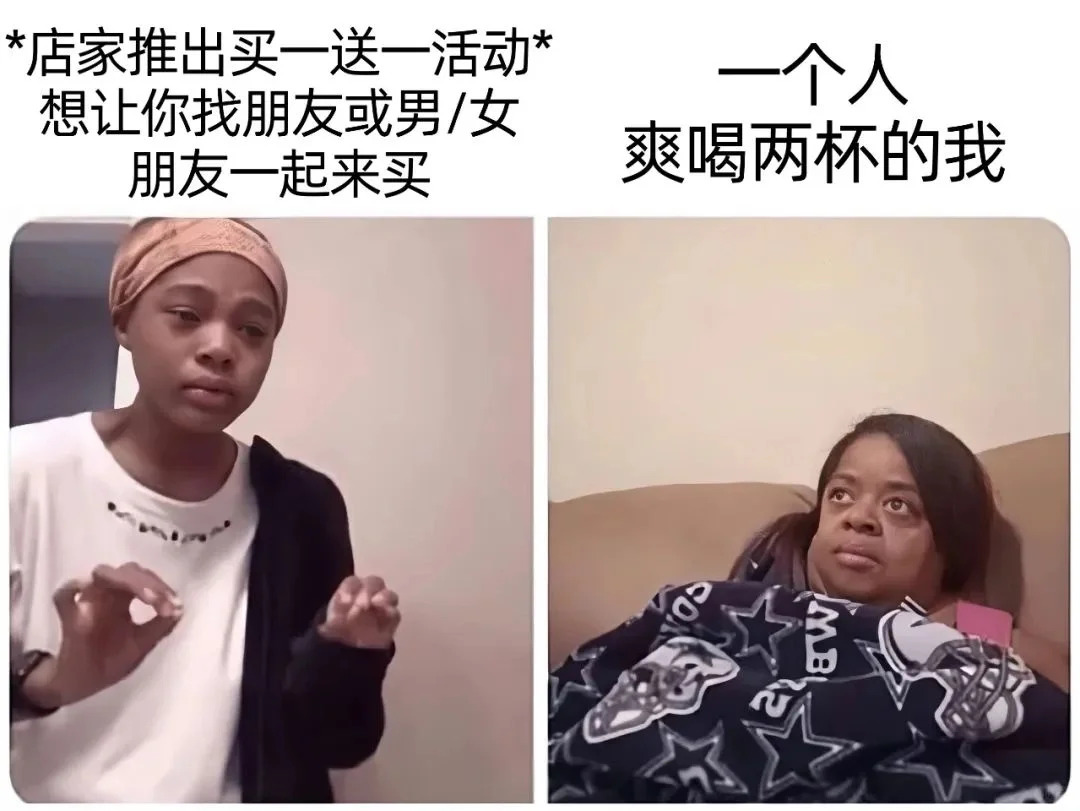 *店家推出买一送一活动*
想让你找朋友或男/女
朋友一起来买
一个人
爽喝两杯的我